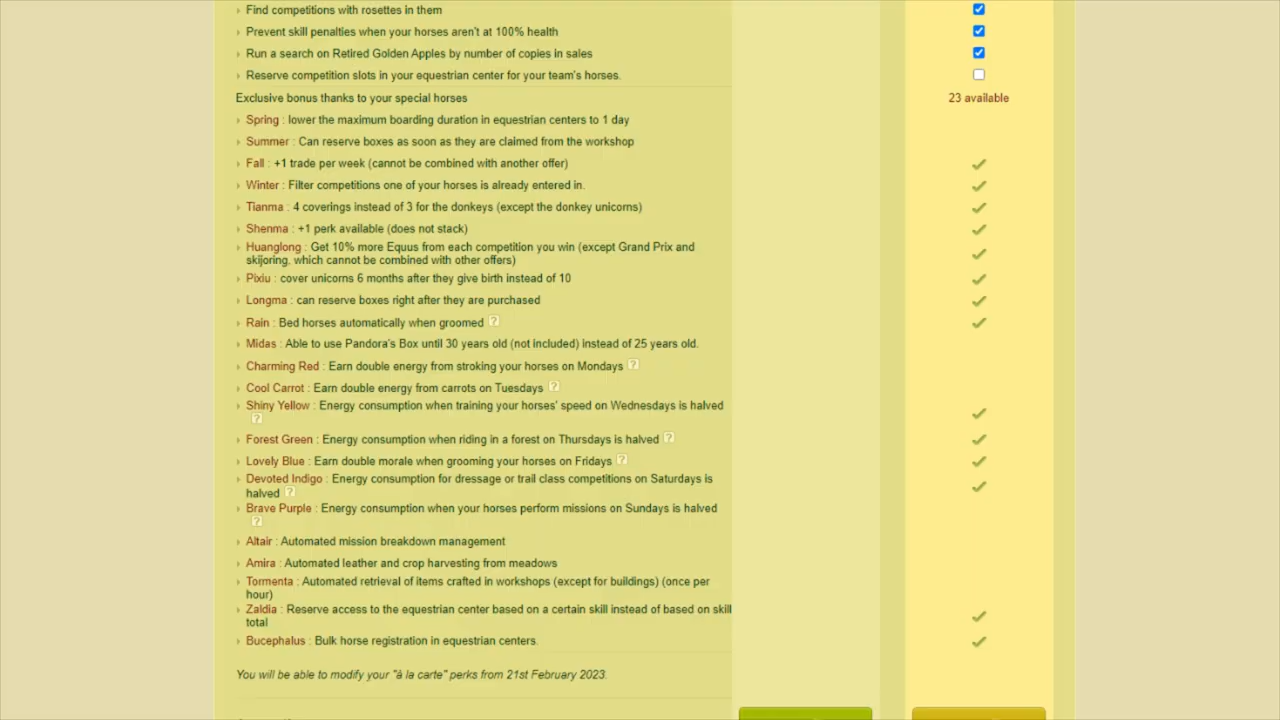 Find competitions with rosettes in them
Prevent skill penalties when your horses aren't at 100% health
Run a search on Retired Golden Apples by number of copies in sales
Reserve competition slots in your equestrian center for your team's horses.
Exclusive bonus thanks to your special horses 23 available
Spring : lower the maximum boarding duration in equestrian centers to 1 day
Summer : Can reserve boxes as soon as they are claimed from the workshop
Fall : +1 trade per week (cannot be combined with another offer)
Winter : Filter competitions one of your horses is already entered in.
Tianma : 4 coverings instead of 3 for the donkeys (except the donkey unicorns)
Shenma : +1 perk available (does not stack)
Huanglong : Get 10% more Equus from each competition you win (except Grand Prix and
skijoring, which cannot be combined with other offers)
Pixiu : cover unicorns 6 months after they give birth instead of 10
Longma : can reserve boxes right after they are purchased
Rain : Bed horses automatically when groomed ?
Midas : Able to use Pandora's Box until 30 years old (not included) instead of 25 years old.
Charming Red : Earn double energy from stroking your horses on Mondays ?
Cool Carrot : Earn double energy from carrots on Tuesdays ?
Shiny Yellow : Energy consumption when training your horses' speed on Wednesdays is halved
?
Forest Green : Energy consumption when riding in a forest on Thursdays is halved ?
Lovely Blue : Earn double morale when grooming your horses on Fridays ?
Devoted Indigo : Energy consumption for dressage or trail class competitions on Saturdays is
halved ?
Brave Purple : Energy consumption when your horses perform missions on Sundays is halved
?
Altair : Automated mission breakdown management
Amira : Automated leather and crop harvesting from meadows
Tormenta : Automated retrieval of items crafted in workshops (except for buildings) (once per
hour)
Zaldia : Reserve access to the equestrian center based on a certain skill instead of based on skill
total
Bucephalus : Bulk horse registration in equestrian centers.
You will be able to modify your "à la carte" perks from 21st February 2023.